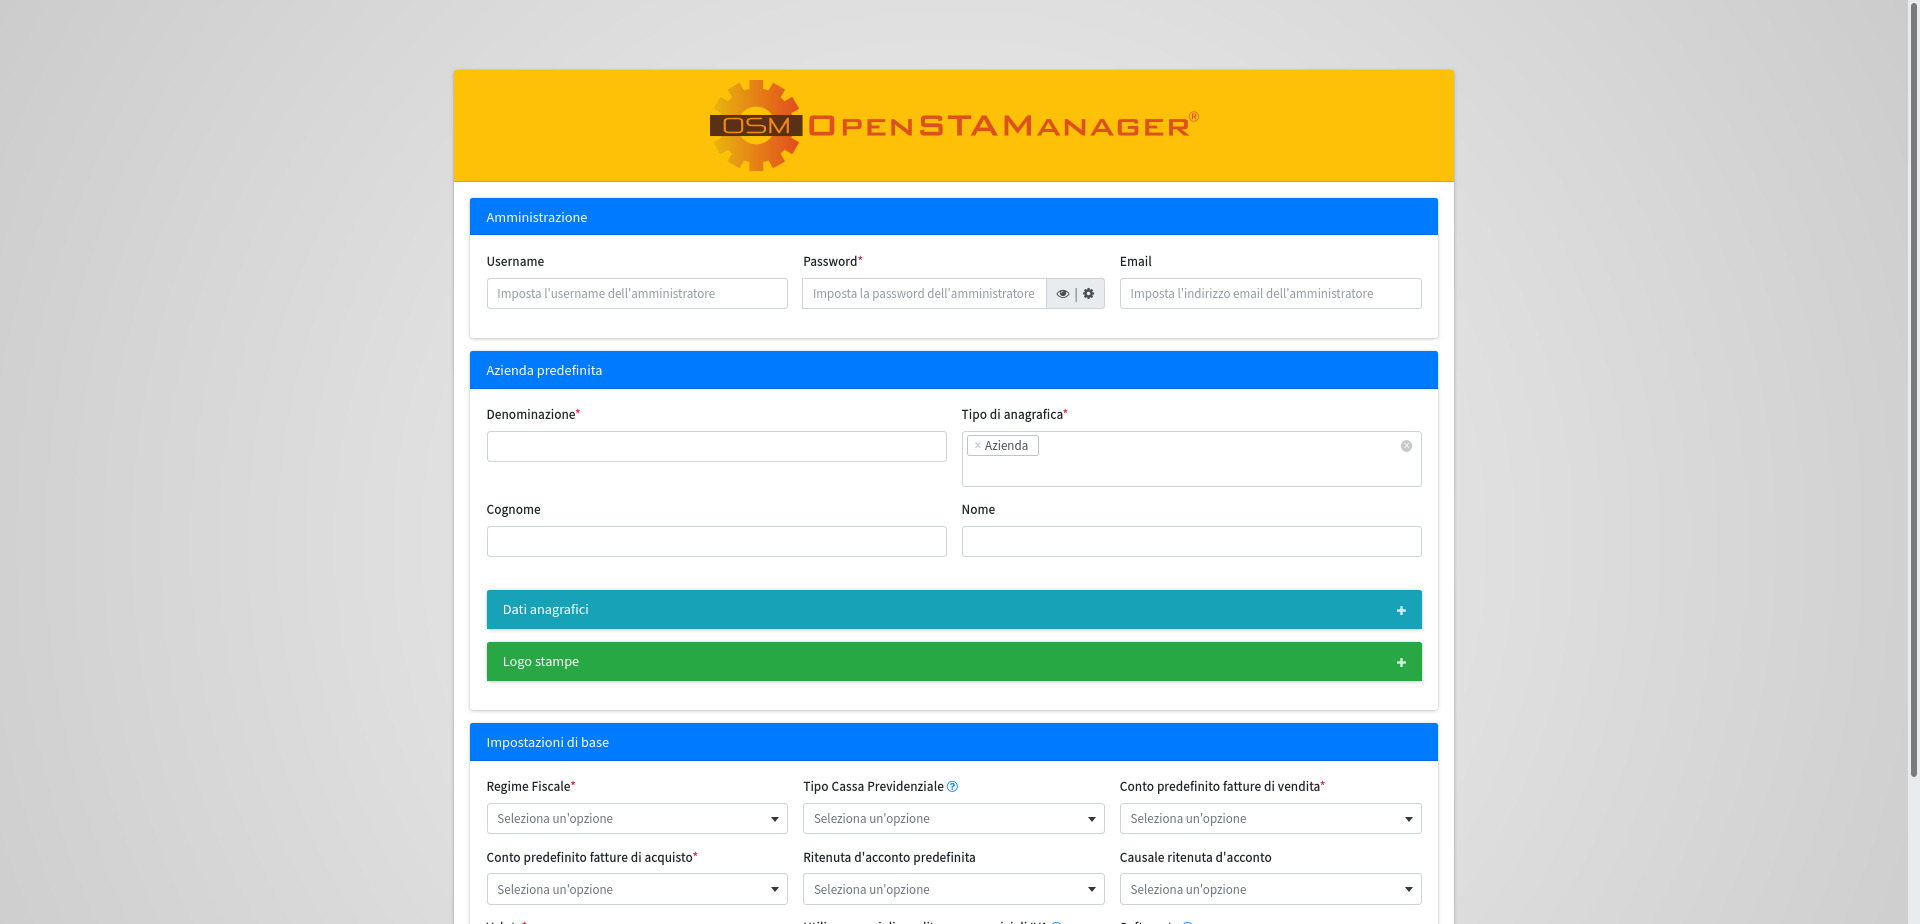 OSM OPENSTAMANAGER®
Amministrazione
Username Password* Email
Imposta l'username dell'amministratore Imposta la password dell'amministratore | Imposta l'indirizzo email dell'amministratore
Azienda predefinita
Denominazione* Tipo di anagrafica*
× Azienda
Cognome Nome
Dati anagrafici
Logo stampe
Impostazioni di base
Regime Fiscale* Tipo Cassa Previdenziale Conto predefinito fatture di vendita*
Seleziona un'opzione Seleziona un'opzione Seleziona un'opzione
Conto predefinito fatture di acquisto* Ritenuta d'acconto predefinita Causale ritenuta d'acconto
Seleziona un'opzione Seleziona un'opzione Seleziona un'opzione